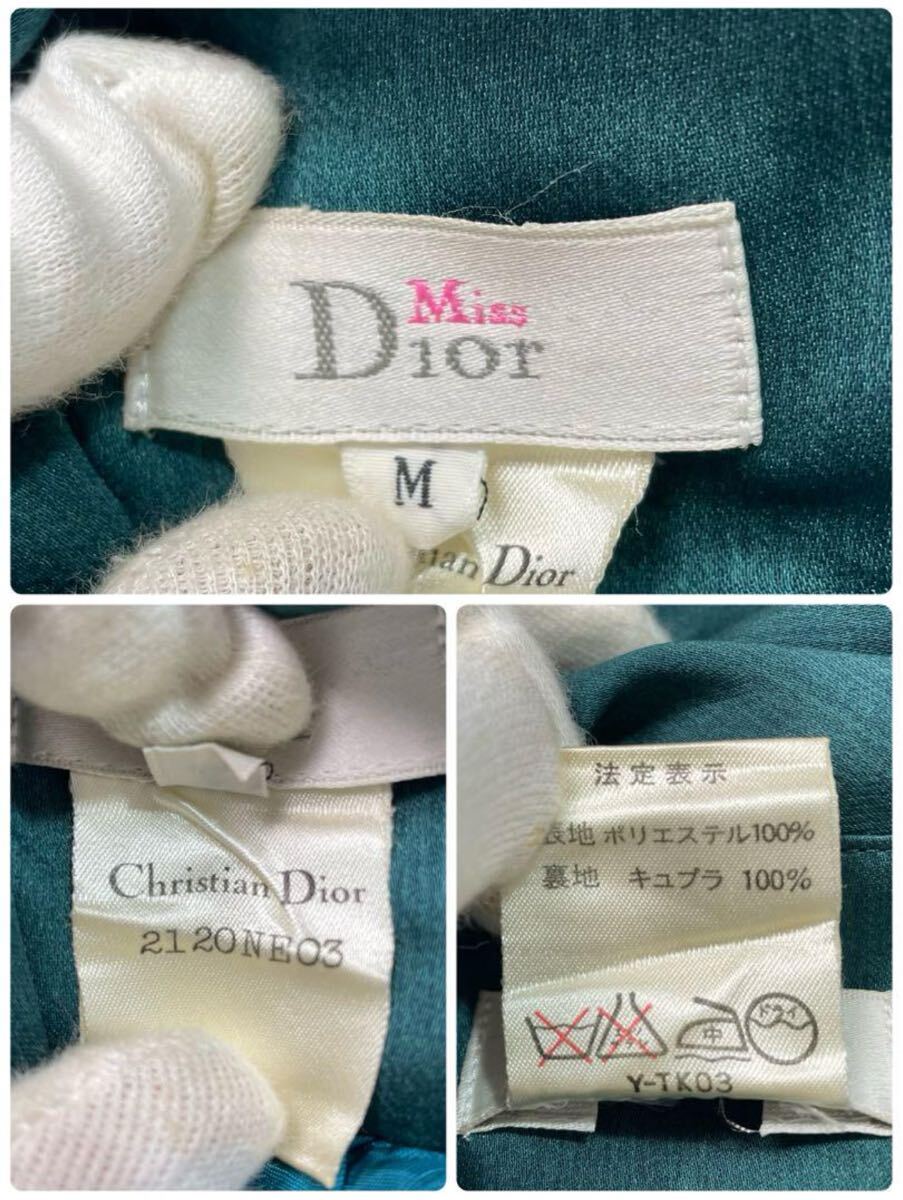 Miss
Dior
M
stian Dior
Christian Dior
2120NE03
法定表示
表地 ポリエステル100%
裏地 キュプラ 100%
中 ドライ
Y-TK03